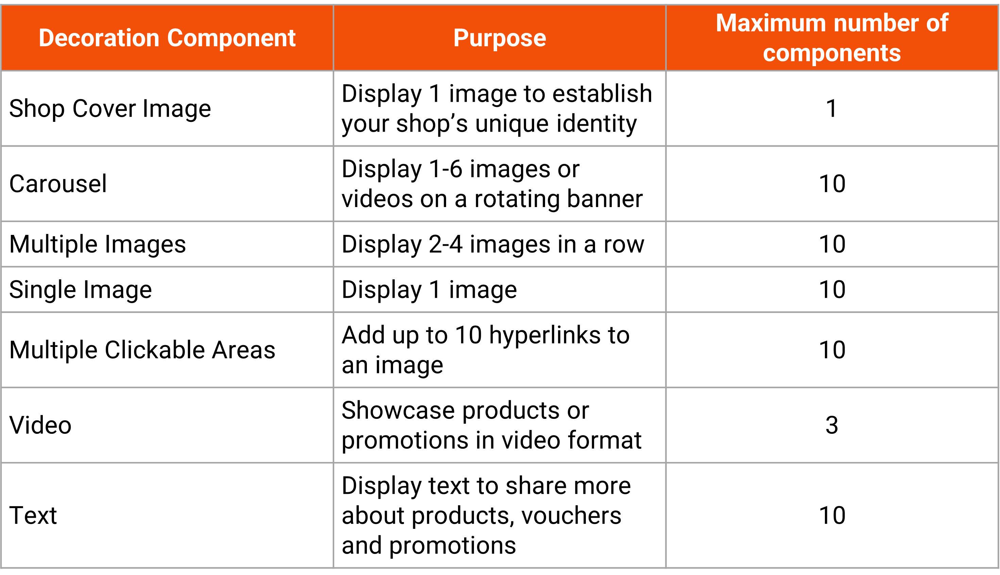 Decoration Component
Purpose
Maximum number of
components
Shop Cover Image
Display 1 image to establish
your shop’s unique identity
1
Carousel
Display 1-6 images or
videos on a rotating banner
10
Multiple Images
Display 2-4 images in a row
10
Single Image
Display 1 image
10
Multiple Clickable Areas
Add up to 10 hyperlinks to
an image
10
Video
Showcase products or
promotions in video format
3
Text
Display text to share more
about products, vouchers
and promotions
10